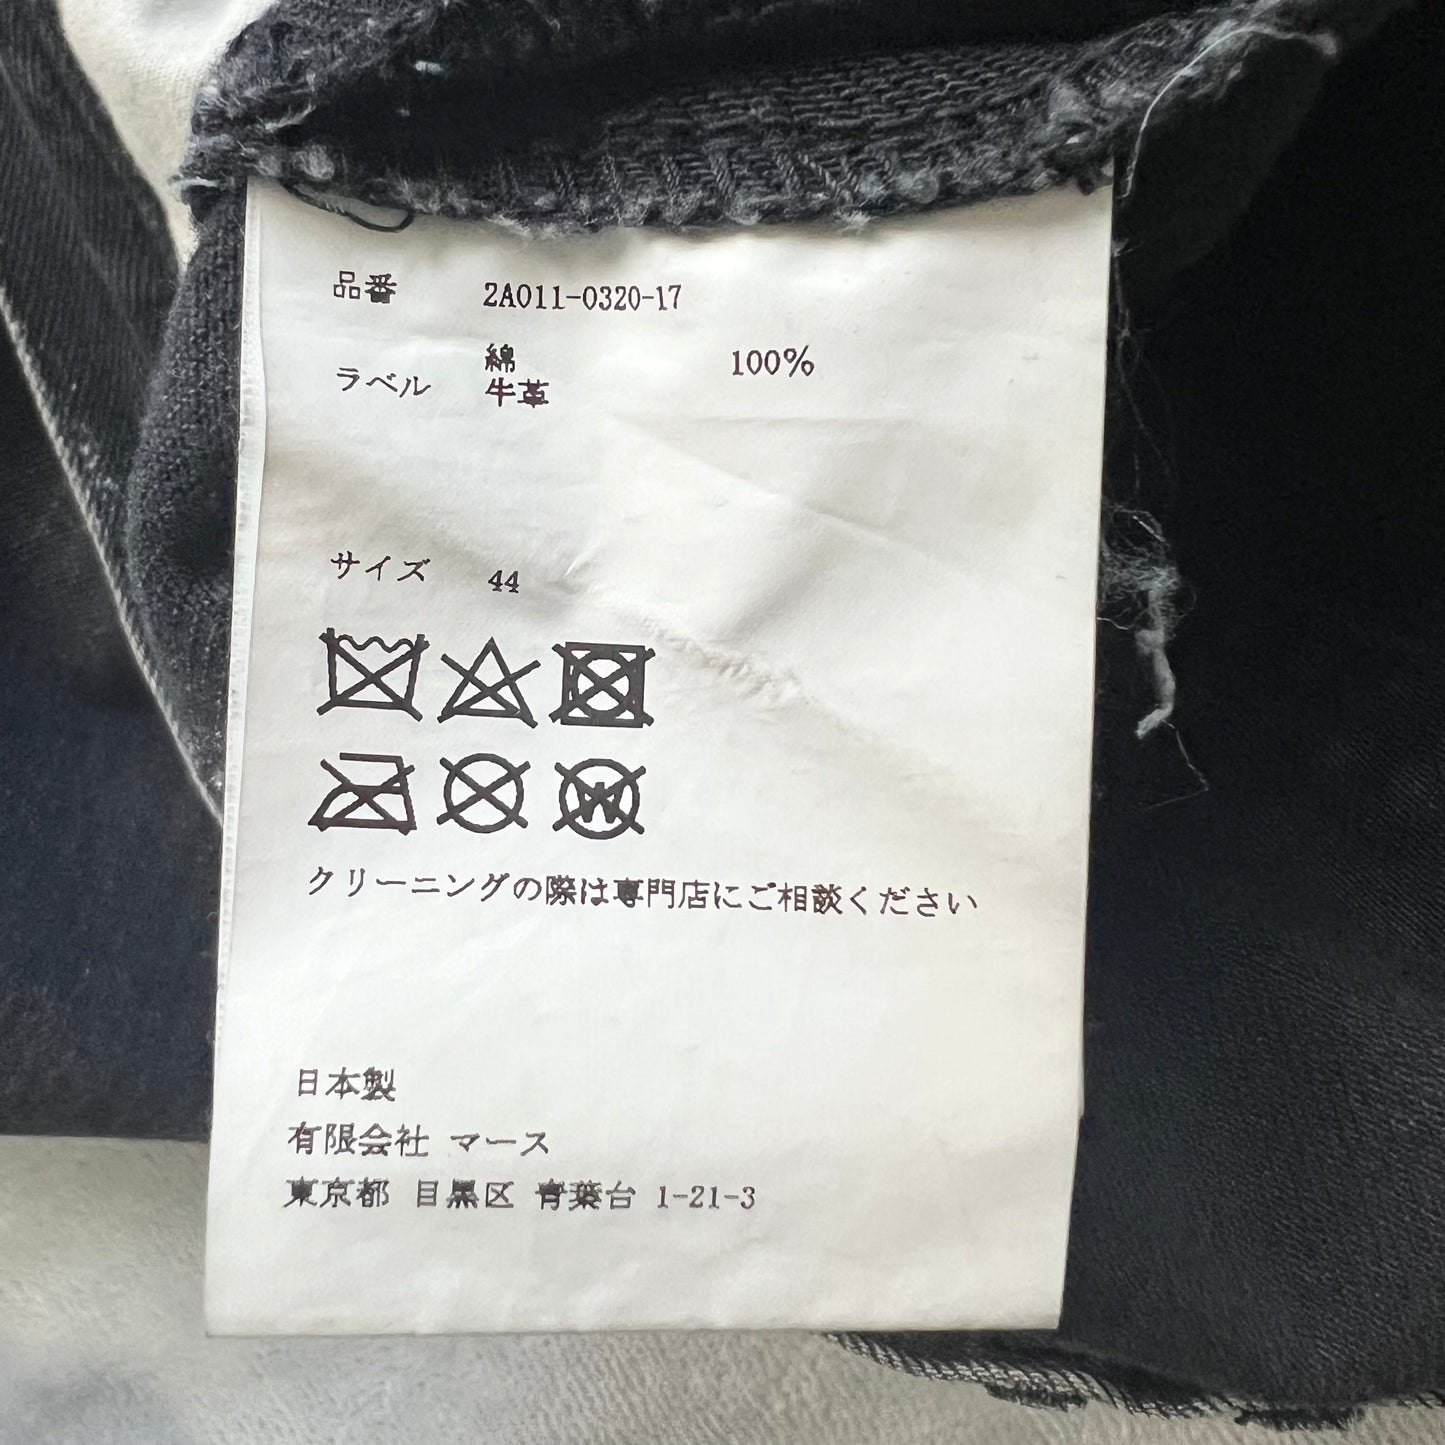 品番 2A011-0320-17
綿 100%
ラベル 牛革
サイズ 44
W
クリーニングの際は専門店にご相談ください
日本製
有限会社 マース
東京都 目黒区 青葉台 1-21-3